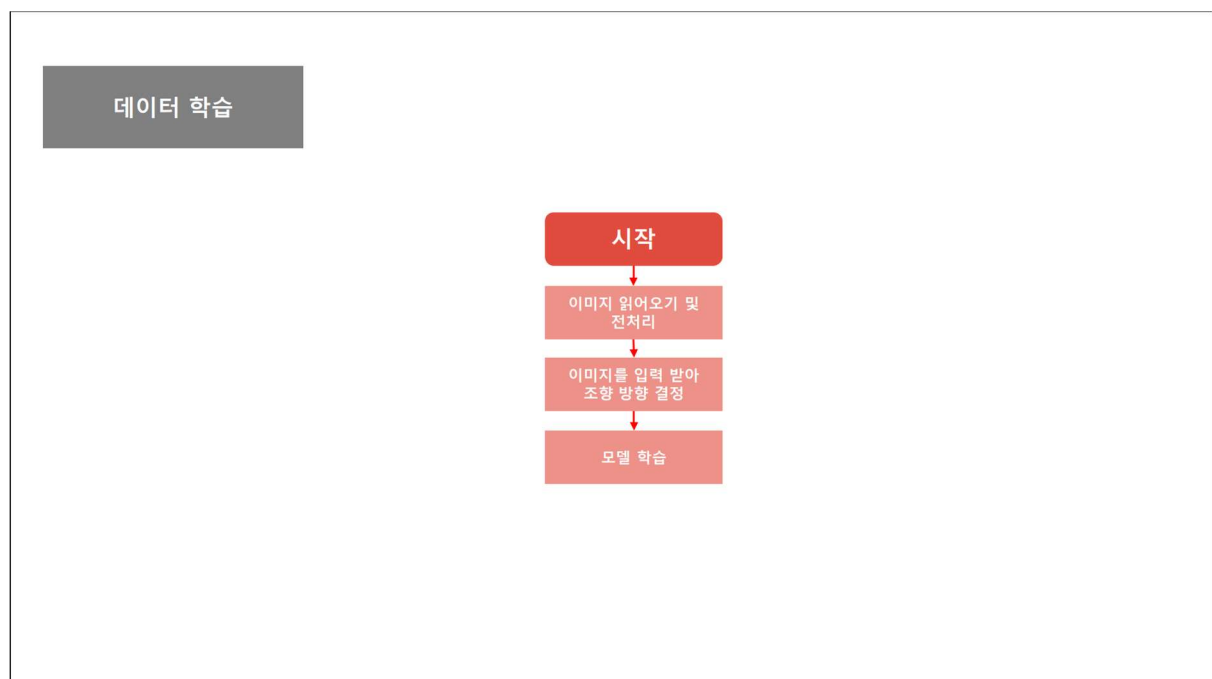 데이터 학습
시작
이미지 읽어오기 및
전처리
이미지를 입력 받아
조향 방향 결정
모델 학습